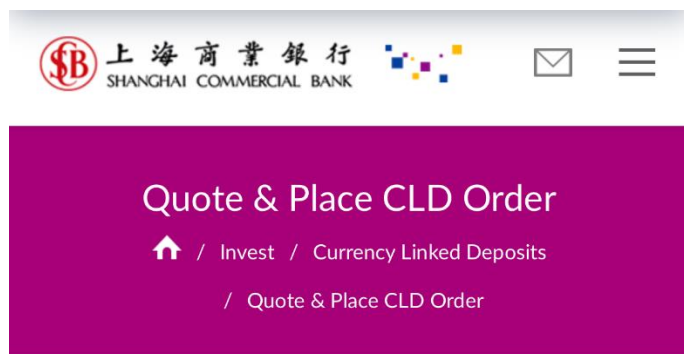 上海商業銀行
SHANGHAI COMMERCIAL BANK
Quote & Place CLD Order
/ Invest / Currency Linked Deposits
/ Quote & Place CLD Order